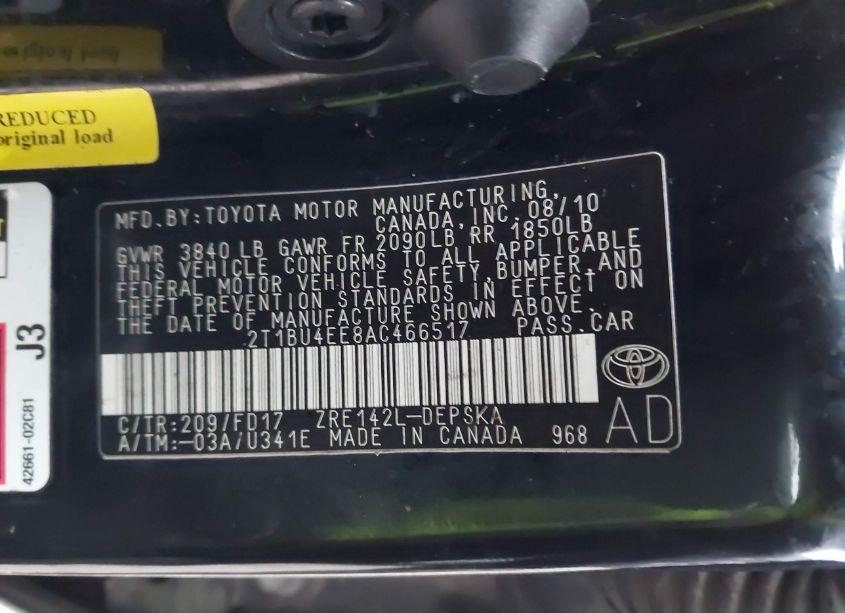 REDUCED
original load
J3
42661-02C81
MFD.BY:TOYOTA MOTOR MANUFACTURING,
CANADA,INC.08/10
GVWR 3840 LB GAWR FR 2090LB RR 1850LB
THIS VEHICLE CONFORMS TO ALL APPLICABLE
FEDERAL MOTOR VEHICLE SAFETY,BUMPER,AND
THEFT PREVENTION STANDARDS IN EFFECT ON
THE DATE OF MANUFACTURE SHOWN ABOVE.
2T1BU4EE8AC466517 PASS.CAR
C/TR:209/FD17 ZRE142L-DEPSKA
A/TM:-03A/U341E MADE IN CANADA 968
AD